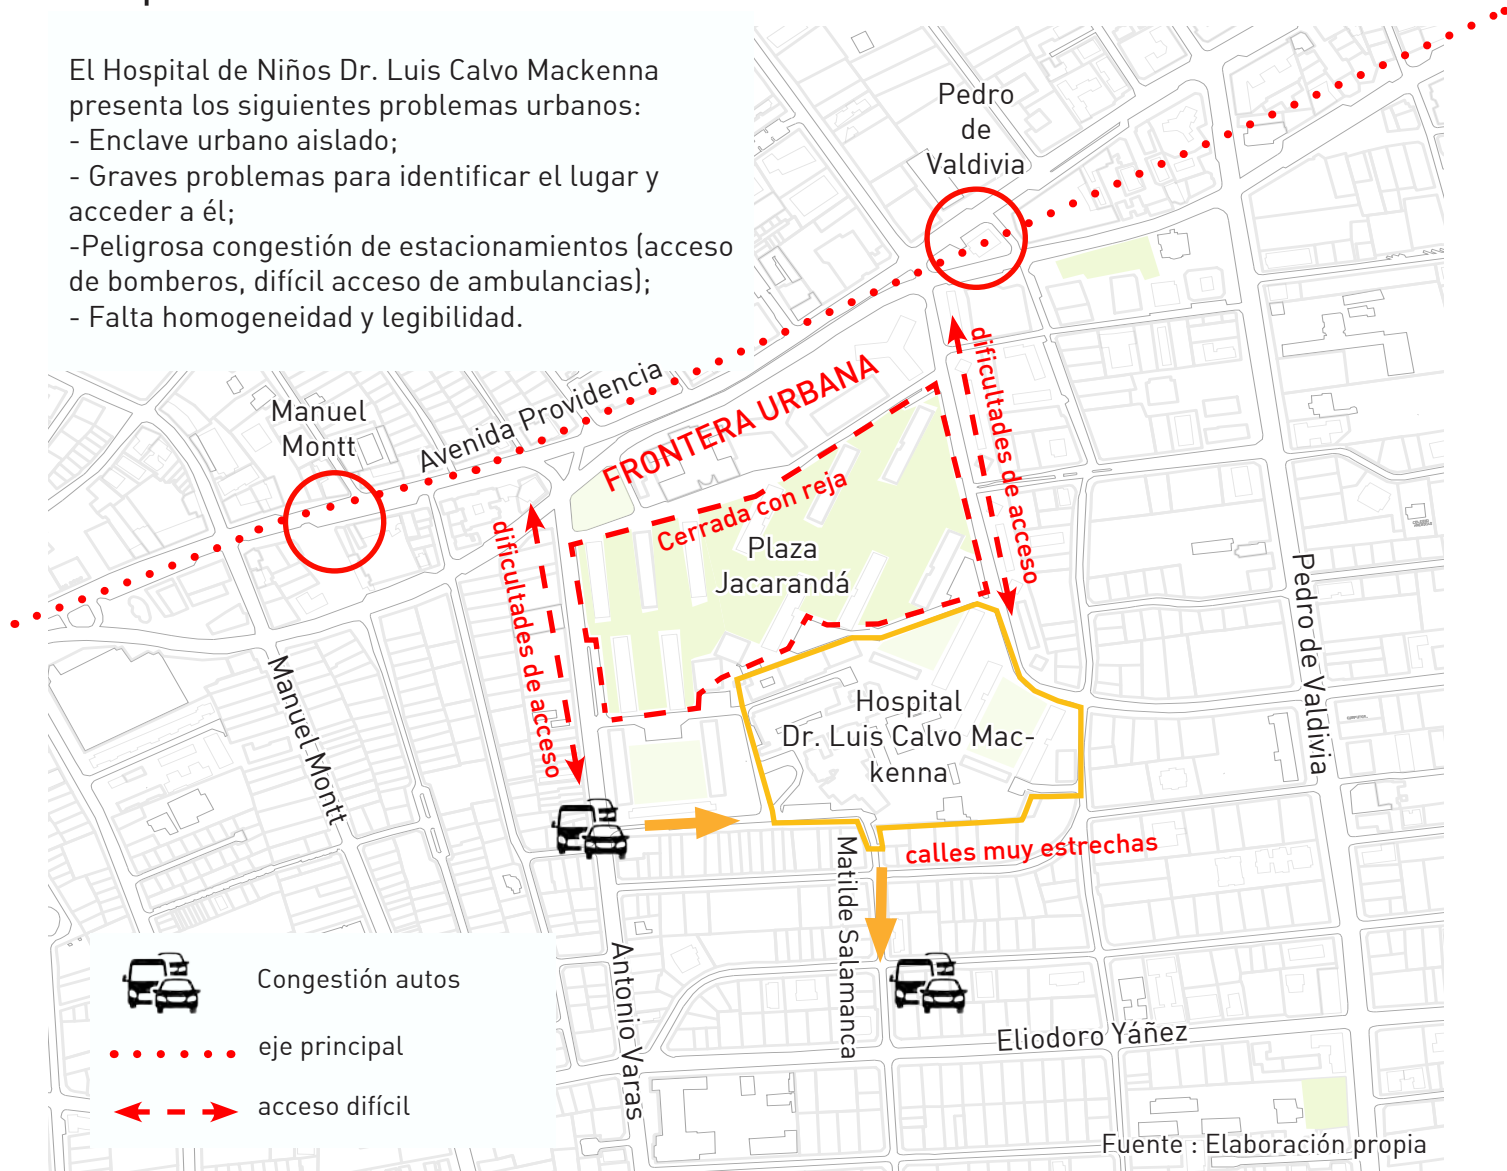 El Hospital de Niños Dr. Luis Calvo Mackenna
presenta los siguientes problemas urbanos:
- Enclave urbano aislado;
- Graves problemas para identificar el lugar y
acceder a él;
-Peligrosa congestión de estacionamientos (acceso
de bomberos, difícil acceso de ambulancias);
- Falta homogeneidad y legibilidad.
Pedro
de
Valdivia
Manuel
Montt
Avenida Providencia
FRONTERA URBANA
dificultades de acceso
Cerrada con reja
Plaza
Jacarandá
dificultades de acceso
Pedro de Valdivia
Manuel Montt
Hospital
Dr. Luis Calvo Mac-
kenna
calles muy estrechas
Matilde Salamanca
Antonio Varas
Eliodoro Yáñez
Congestión autos
eje principal
acceso difícil
Fuente : Elaboración propia